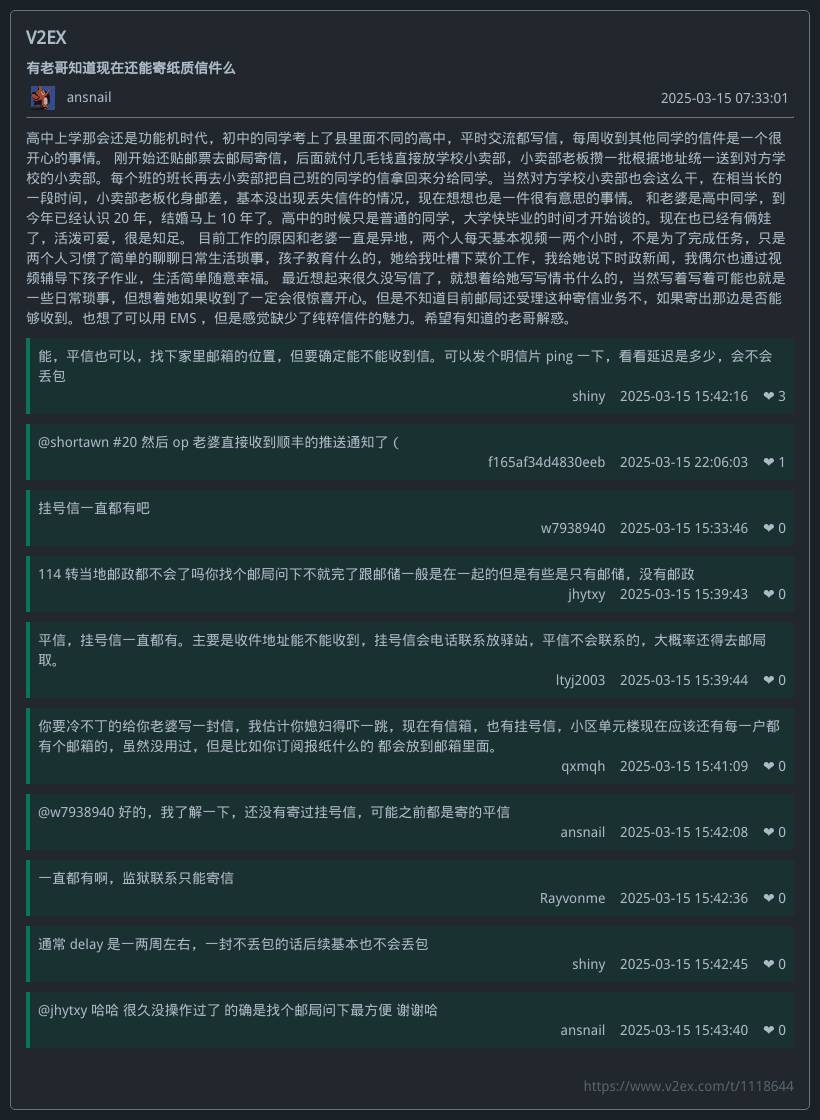 V2EX
有老哥知道现在还能寄纸质信件么
ansnail 2025-03-15 07:33:01
高中上学那会还是功能机时代，初中的同学考上了县里面不同的高中，平时交流都写信，每周收到其他同学的信件是一个很
开心的事情。 刚开始还贴邮票去邮局寄信，后面就付几毛钱直接放学校小卖部，小卖部老板攒一批根据地址统一送到对方学
校的小卖部。每个班的班长再去小卖部把自己班的同学的信拿回来分给同学。当然对方学校小卖部也会这么干，在相当长的
一段时间，小卖部老板化身邮差，基本没出现丢失信件的情况，现在想想也是一件很有意思的事情。 和老婆是高中同学，到
今年已经认识 20 年，结婚马上 10 年了。高中的时候只是普通的同学，大学快毕业的时间才开始谈的。现在也已经有俩娃
了，活泼可爱，很是知足。 目前工作的原因和老婆一直是异地，两个人每天基本视频一两个小时，不是为了完成任务，只是
两个人习惯了简单的聊聊日常生活琐事，孩子教育什么的，她给我吐槽下菜价工作，我给她说下时政新闻，我偶尔也通过视
频辅导下孩子作业，生活简单随意幸福。 最近想起来很久没写信了，就想着给她写写情书什么的，当然写着写着可能也就是
一些日常琐事，但想着她如果收到了一定会很惊喜开心。但是不知道目前邮局还受理这种寄信业务不，如果寄出那边是否能
够收到。也想了可以用 EMS ，但是感觉缺少了纯粹信件的魅力。希望有知道的老哥解惑。
能，平信也可以，找下家里邮箱的位置，但要确定能不能收到信。可以发个明信片 ping 一下，看看延迟是多少，会不会
丢包
shiny 2025-03-15 15:42:16 ❤ 3
@shortawn #20 然后 op 老婆直接收到顺丰的推送通知了（
f165af34d4830eeb 2025-03-15 22:06:03 ❤ 1
挂号信一直都有吧
w7938940 2025-03-15 15:33:46 ❤ 0
114 转当地邮政都不会了吗你找个邮局问下不就完了跟邮储一般是在一起的但是有些是只有邮储，没有邮政
jhytxy 2025-03-15 15:39:43 ❤ 0
平信，挂号信一直都有。主要是收件地址能不能收到，挂号信会电话联系放驿站，平信不会联系的，大概率还得去邮局
取。
ltyj2003 2025-03-15 15:39:44 ❤ 0
你要冷不丁的给你老婆写一封信，我估计你媳妇得吓一跳，现在有信箱，也有挂号信，小区单元楼现在应该还有每一户都
有个邮箱的，虽然没用过，但是比如你订阅报纸什么的 都会放到邮箱里面。
qxmqh 2025-03-15 15:41:09 ❤ 0
@w7938940 好的，我了解一下，还没有寄过挂号信，可能之前都是寄的平信
ansnail 2025-03-15 15:42:08 ❤ 0
一直都有啊，监狱联系只能寄信
Rayvonme 2025-03-15 15:42:36 ❤ 0
通常 delay 是一两周左右，一封不丢包的话后续基本也不会丢包
shiny 2025-03-15 15:42:45 ❤ 0
@jhytxy 哈哈 很久没操作过了 的确是找个邮局问下最方便 谢谢哈
ansnail 2025-03-15 15:43:40 ❤ 0
https://www.v2ex.com/t/1118644